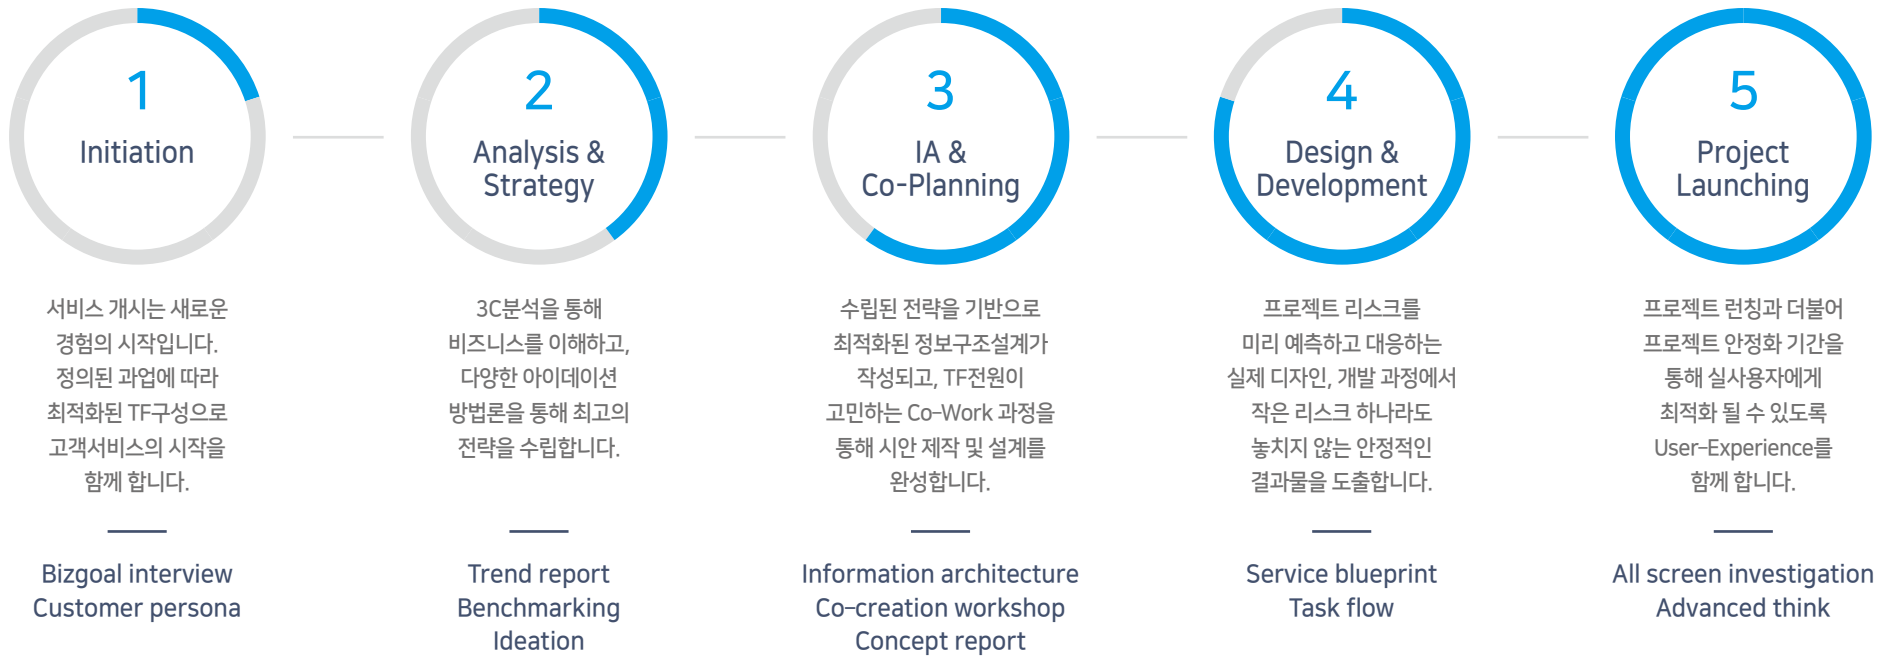 1
Initiation
서비스 개시는 새로운
경험의 시작입니다.
정의된 과업에 따라
최적화된 TF구성으로
고객서비스의 시작을
함께 합니다.
Bizgoal interview
Customer persona
2
Analysis &
Strategy
3C분석을 통해
비즈니스를 이해하고,
다양한 아이데이션
방법론을 통해 최고의
전략을 수립합니다.
Trend report
Benchmarking
Ideation
3
IA &
Co-Planning
수립된 전략을 기반으로
최적화된 정보구조설계가
작성되고, TF전원이
고민하는 Co-Work 과정을
통해 시안 제작 및 설계를
완성합니다.
Information architecture
Co-creation workshop
Concept report
4
Design &
Development
프로젝트 리스크를
미리 예측하고 대응하는
실제 디자인, 개발 과정에서
작은 리스크 하나라도
놓치지 않는 안정적인
결과물을 도출합니다.
Service blueprint
Task flow
5
Project
Launching
프로젝트 런칭과 더불어
프로젝트 안정화 기간을
통해 실사용자에게
최적화 될 수 있도록
User-Experience를
함께 합니다.
All screen investigation
Advanced think